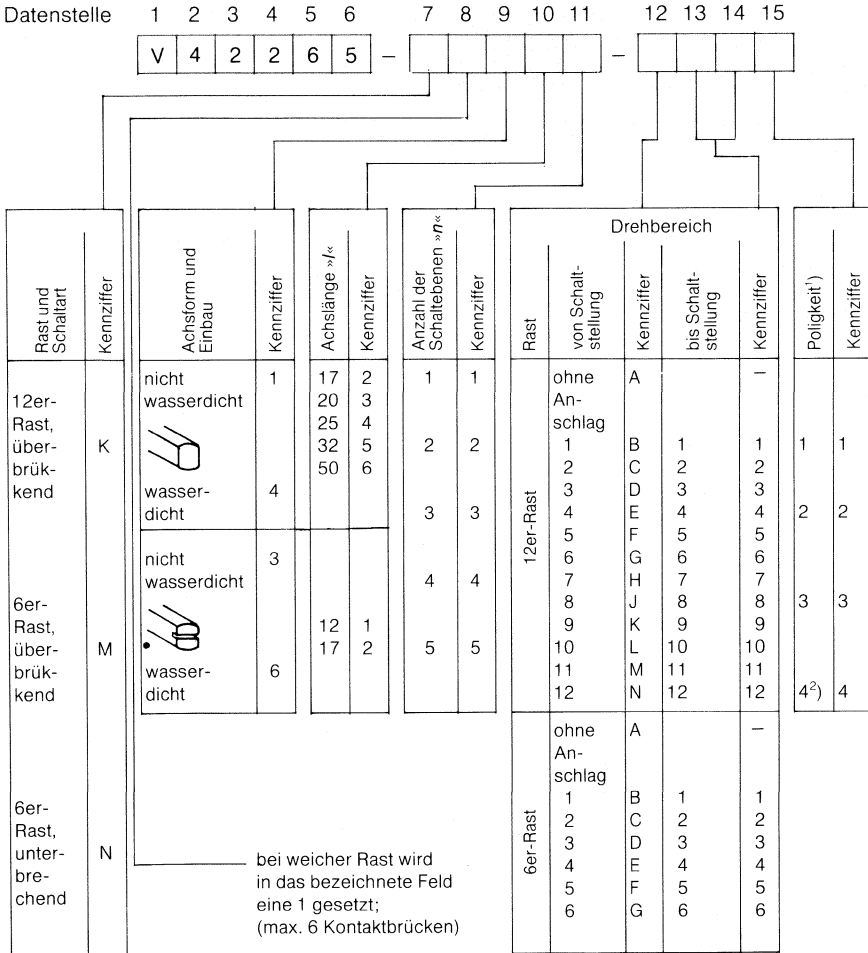 Datenstelle 1 2 3 4 5 6 7 8 9 10 11 12 13 14 15
V 4 2 2 6 5 – –
Drehbereich
Rast und Schaltart
Kennziffer
Achsform und Einbau
Kennziffer
Achslänge »l«
Kennziffer
Anzahl der Schaltebenen »n«
Kennziffer
Rast
von Schalt-
stellung
Kennziffer
bis Schalt-
stellung
Kennziffer
Poligkeit¹)
Kennziffer
12er-
Rast,
über-
brük-
kend
K
6er-
Rast,
über-
brük-
kend
M
6er-
Rast,
unter-
bre-
chend
N
nicht
wasserdicht
1
wasser-
dicht
4
nicht
wasserdicht
3
wasser-
dicht
6
17 2
20 3
25 4
32 5
50 6
12 1
17 2
1 1
2 2
3 3
4 4
5 5
12er-Rast
ohne A –
An-
schlag
1 B 1 1
2 C 2 2
3 D 3 3
4 E 4 4
5 F 5 5
6 G 6 6
7 H 7 7
8 J 8 8
9 K 9 9
10 L 10 10
11 M 11 11
12 N 12 12
6er-Rast
ohne A –
An-
schlag
1 B 1 1
2 C 2 2
3 D 3 3
4 E 4 4
5 F 5 5
6 G 6 6
1 1
2 2
3 3
4²) 4
bei weicher Rast wird
in das bezeichnete Feld
eine 1 gesetzt;
(max. 6 Kontaktbrücken)